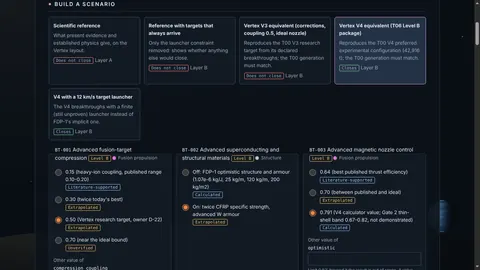 • BUILD A SCENARIO
Scientific reference
What present evidence and
established physics give, on the
Vertex layout.
Does not close Layer A
Reference with targets that
always arrive
Only the launcher constraint
removed: shows whether
anything else would close.
Does not close Layer B
Vertex V3 equivalent (corrections,
coupling 0.5, ideal nozzle)
Reproduces the T00 V3 research
target from its declared
breakthroughs; the T00 generation
must match.
Does not close Layer B
Vertex V4 equivalent (T06 Level B
package)
Reproduces the T00 V4 preferred
experimental configuration
t; the T00 generation must
match.
Closes Layer B
V4 with a 12 km/s target launcher
The V4 breakthroughs with a finite
(still unproven) launcher instead of
FDP-1's implicit one.
Closes Layer B
BT-001 Advanced fusion-target
compression Level B Fusion propulsion
0.15 (heavy-ion coupling, published range
0.10-0.20)
Literature-supported
0.30 (twice today's best)
Extrapolated
0.50 (Vertex research target, owner D-22)
Extrapolated
0.70 (near the ideal bound)
Unverified
Other value of
compression coupling
BT-002 Advanced superconducting and
structural materials Level B Structure
Off: FDP-1 optimistic structure and armour
(1.07e-6 kg/J, 25 kg/m, 120 kg/m, 200
kg/m2)
Calculated
On: twice CFRP specific strength,
advanced W armour
Extrapolated
BT-003 Advanced magnetic nozzle control
Level B Fusion propulsion
0.64 (best published thrust efficiency)
Literature-supported
0.70 (between published and ideal)
Extrapolated
0.791 (V4 calculator value; Gate 2 thin-
shell band 0.67-0.82, not demonstrated)
Calculated
Other value of
optimistic